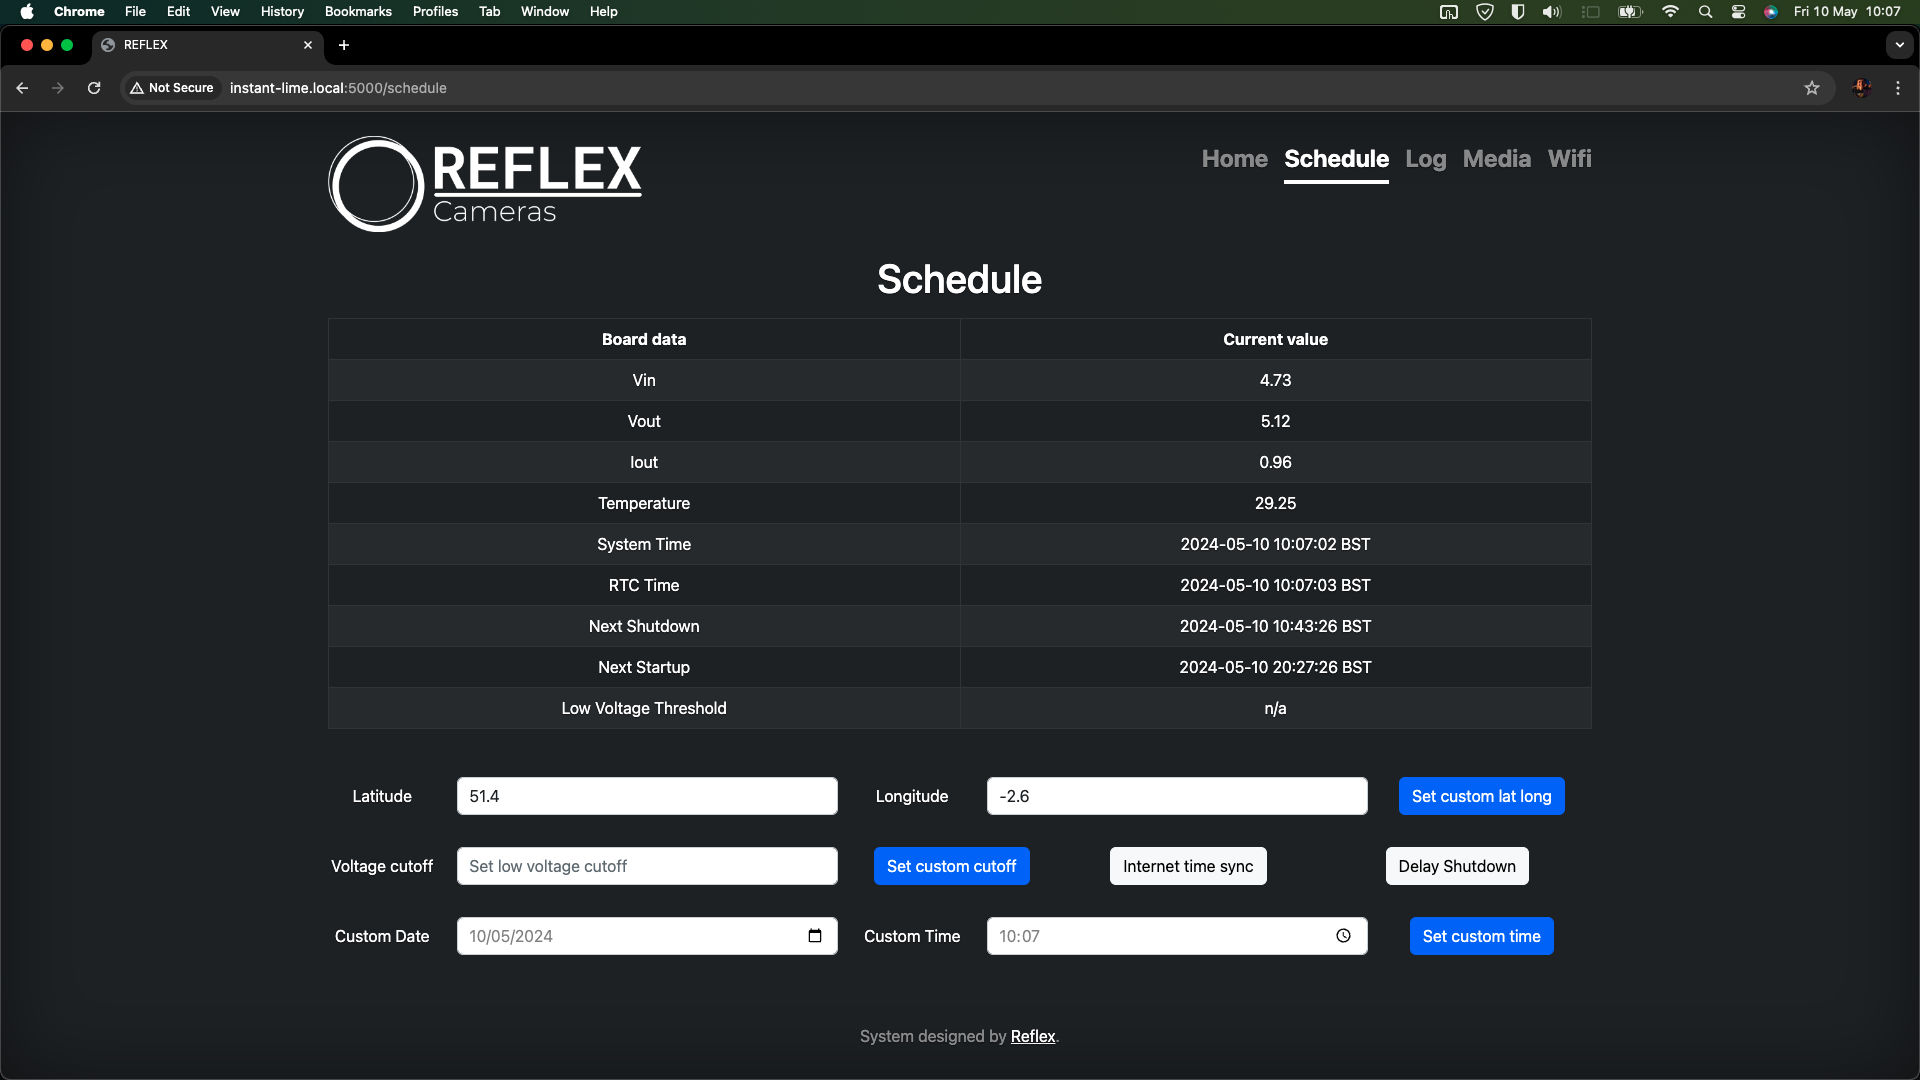 Chrome File Edit View History Bookmarks Profiles Tab Window Help Fri 10 May 10:07
REFLEX
Not Secure instant-lime.local:5000/schedule
REFLEX
Cameras
Home Schedule Log Media Wifi
Schedule
Board data Current value
Vin 4.73
Vout 5.12
Iout 0.96
Temperature 29.25
System Time 2024-05-10 10:07:02 BST
RTC Time 2024-05-10 10:07:03 BST
Next Shutdown 2024-05-10 10:43:26 BST
Next Startup 2024-05-10 20:27:26 BST
Low Voltage Threshold n/a
Latitude 51.4 Longitude -2.6 Set custom lat long
Voltage cutoff Set low voltage cutoff Set custom cutoff Internet time sync Delay Shutdown
Custom Date 10/05/2024 Custom Time 10:07 Set custom time
System designed by Reflex.